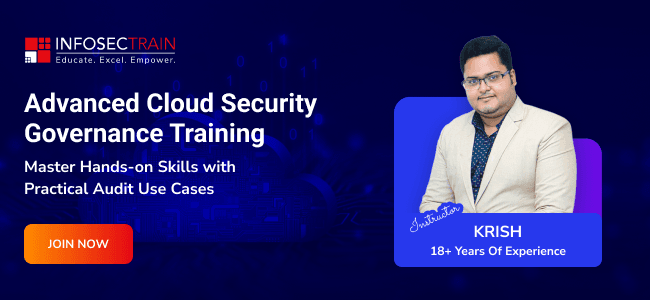 INFOSECTRAIN
Educate. Excel. Empower.
Advanced Cloud Security
Governance Training
Master Hands-on Skills with
Practical Audit Use Cases
JOIN NOW
Instructor
KRISH
18+ Years Of Experience